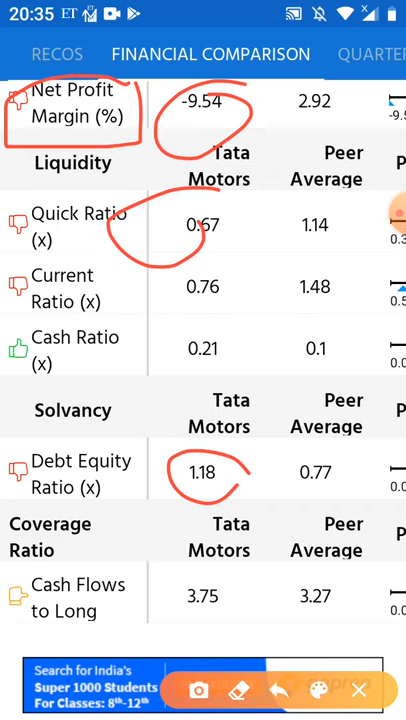 20:35 ET
RECOS FINANCIAL COMPARISON QUARTE
Net Profit
Margin (%) -9.54 2.92
-9.5
Liquidity Tata Motors Peer Average P
Quick Ratio
(x) 0.67 1.14
0.3
Current
Ratio (x) 0.76 1.48
0.5
Cash Ratio
(x) 0.21 0.1
0.0
Solvancy Tata Motors Peer Average P
Debt Equity
Ratio (x) 1.18 0.77
0.0
Coverage
Ratio Tata Motors Peer Average P
Cash Flows
to Long 3.75 3.27
0.0
Search for India's
Super 1000 Students
For Classes: 8th-12th